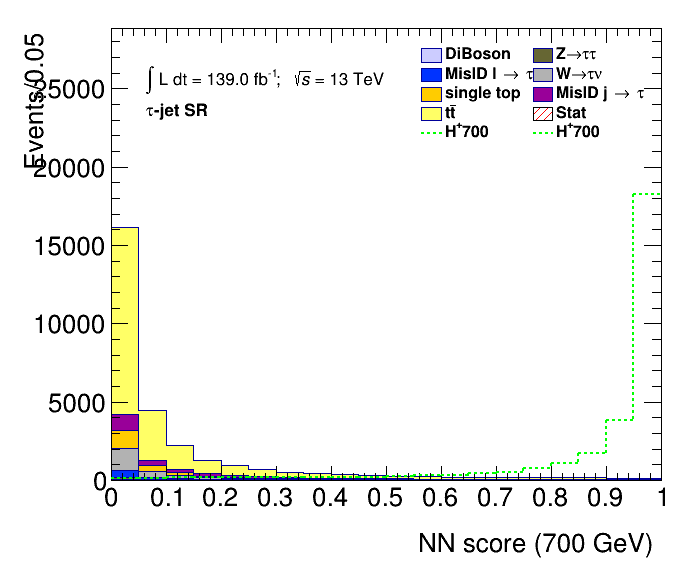 Events/0.05
25000
20000
15000
10000
5000
0
∫ L dt = 139.0 fb⁻¹; √s = 13 TeV
τ-jet SR
DiBoson
Z→ττ
MisID l → τ
W→τν
single top
MisID j → τ
tt̄
Stat
H⁺700
H⁺700
0 0.1 0.2 0.3 0.4 0.5 0.6 0.7 0.8 0.9 1
NN score (700 GeV)